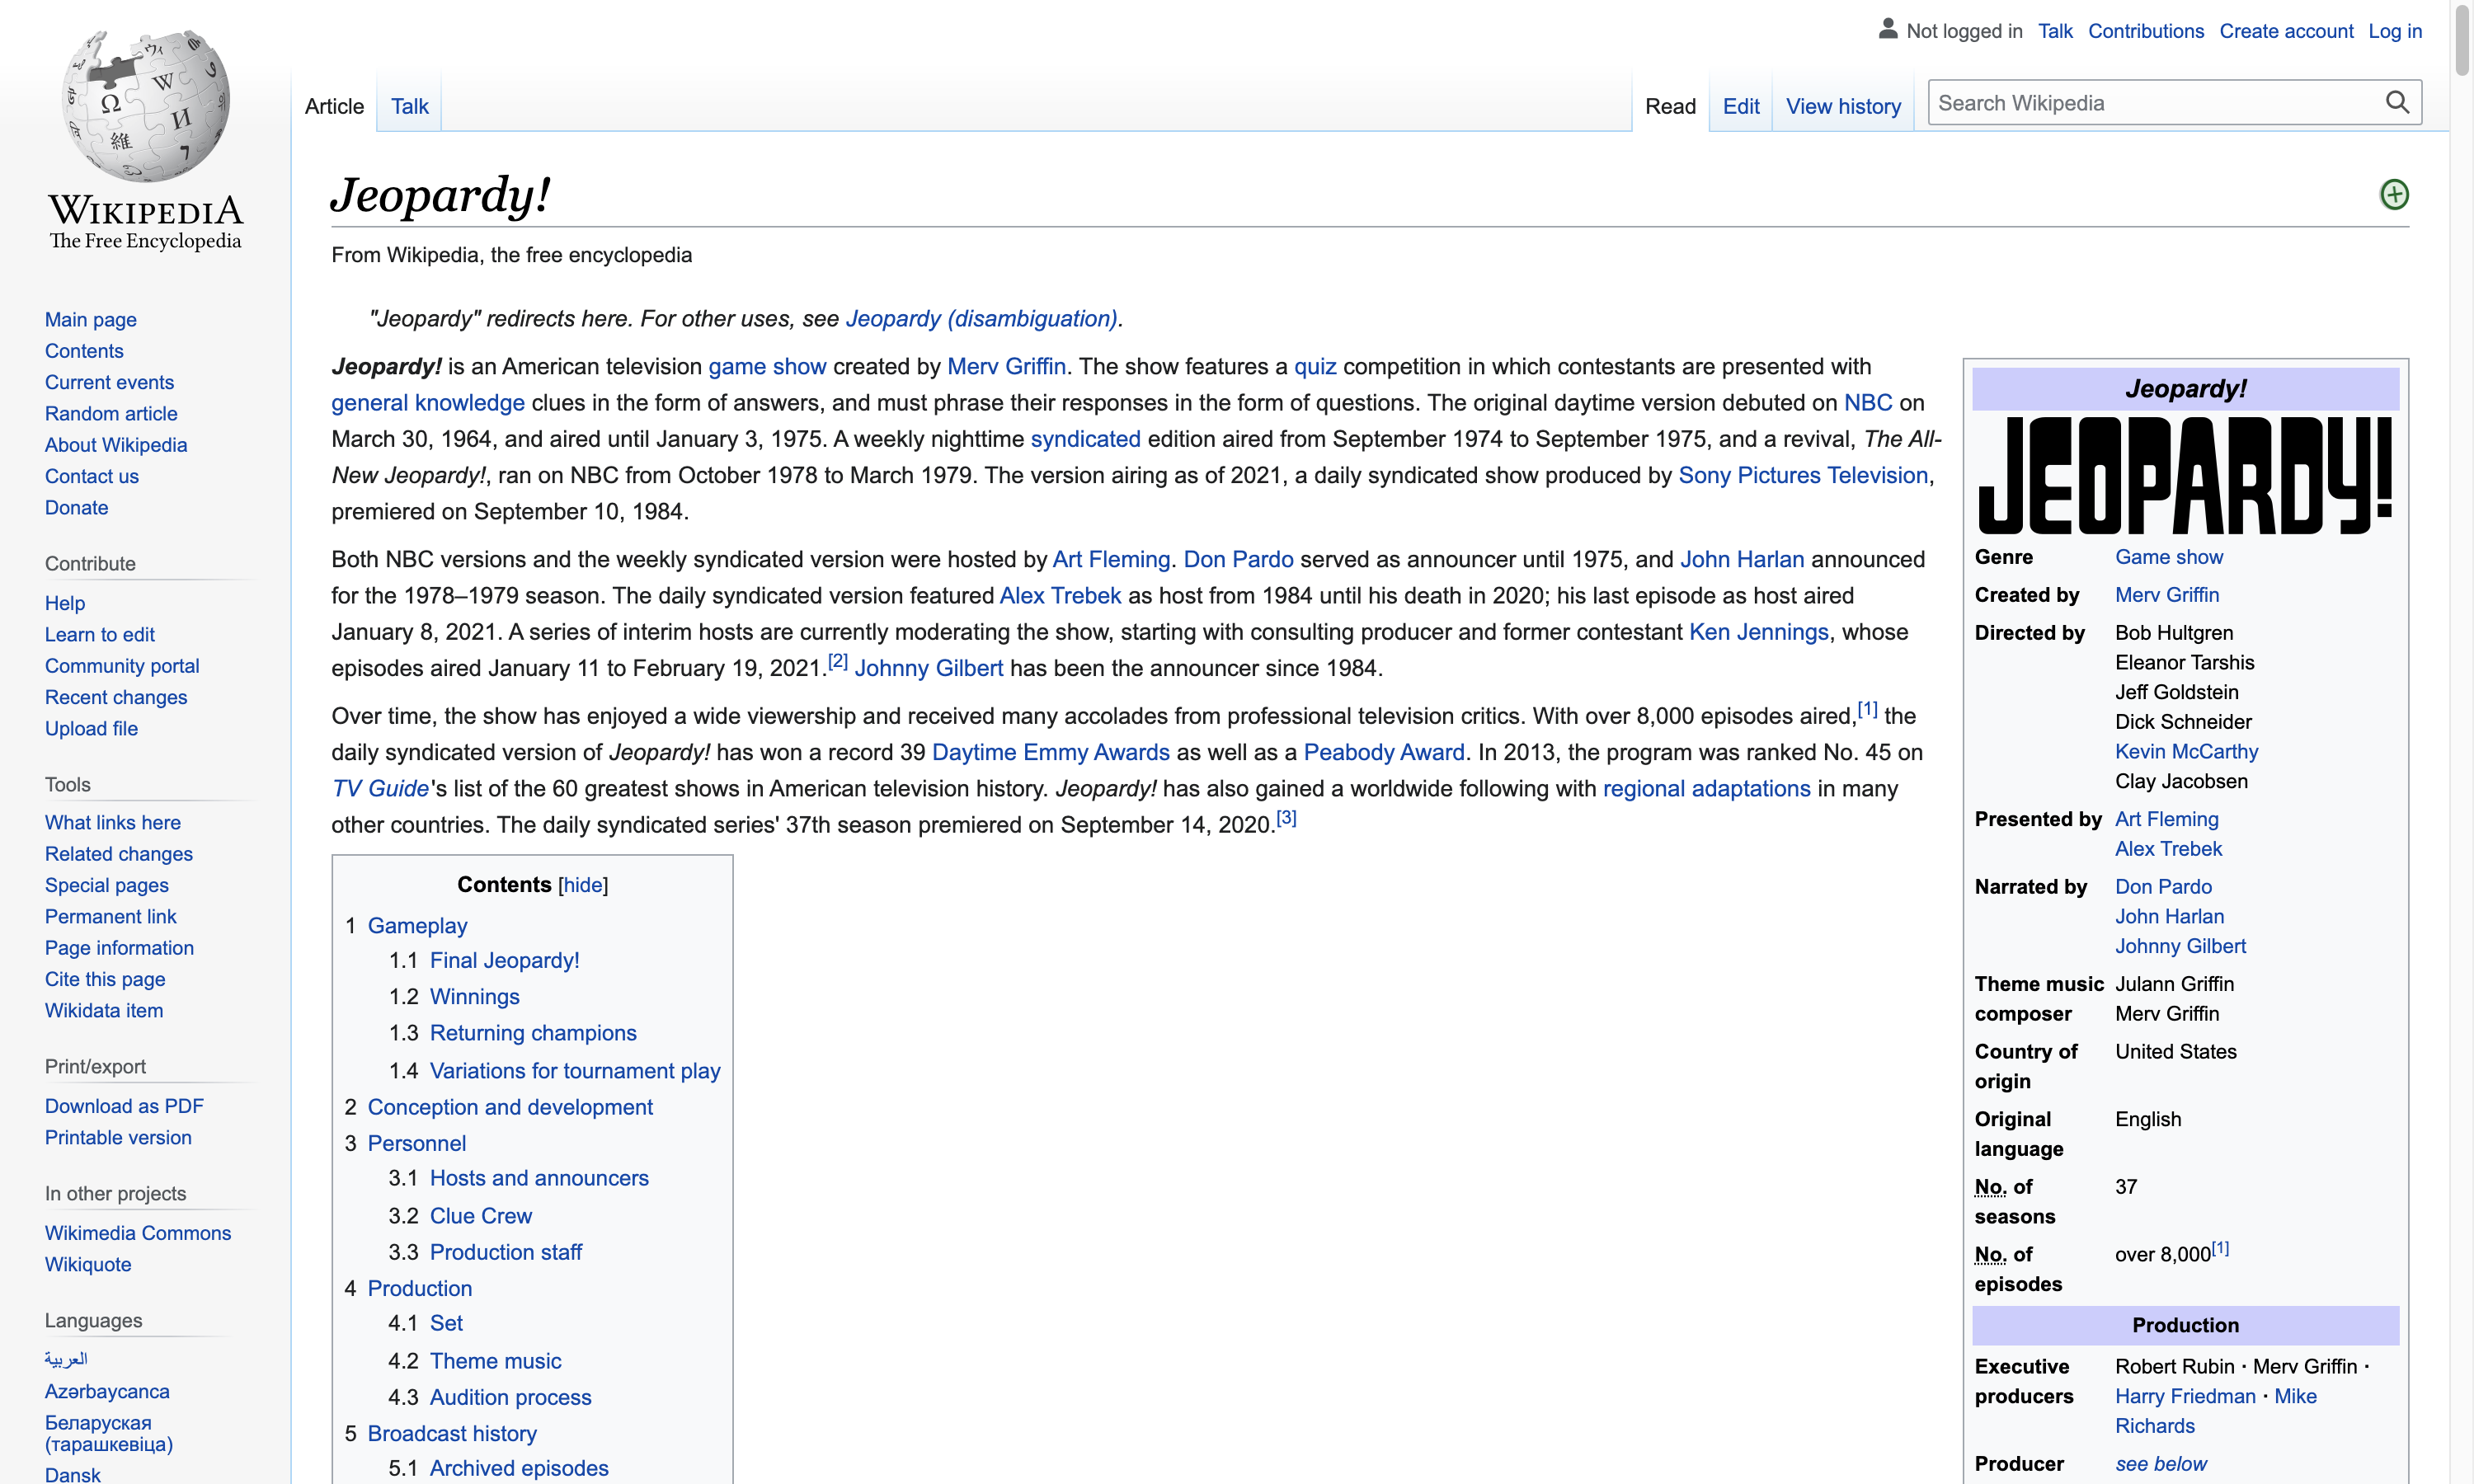 Not logged in Talk Contributions Create account Log in
Article Talk Read Edit View history Search Wikipedia
WIKIPEDIA
The Free Encyclopedia
Main page
Contents
Current events
Random article
About Wikipedia
Contact us
Donate
Contribute
Help
Learn to edit
Community portal
Recent changes
Upload file
Tools
What links here
Related changes
Special pages
Permanent link
Page information
Cite this page
Wikidata item
Print/export
Download as PDF
Printable version
In other projects
Wikimedia Commons
Wikiquote
Languages
العربية
Azərbaycanca
Беларуская
(тарашкевіца)
Dansk
Jeopardy!
From Wikipedia, the free encyclopedia
"Jeopardy" redirects here. For other uses, see Jeopardy (disambiguation).
Jeopardy! is an American television game show created by Merv Griffin. The show features a quiz competition in which contestants are presented with
general knowledge clues in the form of answers, and must phrase their responses in the form of questions. The original daytime version debuted on NBC on
March 30, 1964, and aired until January 3, 1975. A weekly nighttime syndicated edition aired from September 1974 to September 1975, and a revival, The All-
New Jeopardy!, ran on NBC from October 1978 to March 1979. The version airing as of 2021, a daily syndicated show produced by Sony Pictures Television,
premiered on September 10, 1984.
Both NBC versions and the weekly syndicated version were hosted by Art Fleming. Don Pardo served as announcer until 1975, and John Harlan announced
for the 1978–1979 season. The daily syndicated version featured Alex Trebek as host from 1984 until his death in 2020; his last episode as host aired
January 8, 2021. A series of interim hosts are currently moderating the show, starting with consulting producer and former contestant Ken Jennings, whose
episodes aired January 11 to February 19, 2021.[2] Johnny Gilbert has been the announcer since 1984.
Over time, the show has enjoyed a wide viewership and received many accolades from professional television critics. With over 8,000 episodes aired,[1] the
daily syndicated version of Jeopardy! has won a record 39 Daytime Emmy Awards as well as a Peabody Award. In 2013, the program was ranked No. 45 on
TV Guide's list of the 60 greatest shows in American television history. Jeopardy! has also gained a worldwide following with regional adaptations in many
other countries. The daily syndicated series' 37th season premiered on September 14, 2020.[3]
Contents [hide]
1 Gameplay
1.1 Final Jeopardy!
1.2 Winnings
1.3 Returning champions
1.4 Variations for tournament play
2 Conception and development
3 Personnel
3.1 Hosts and announcers
3.2 Clue Crew
3.3 Production staff
4 Production
4.1 Set
4.2 Theme music
4.3 Audition process
5 Broadcast history
5.1 Archived episodes
Jeopardy!
JEOPARDY!
Genre Game show
Created by Merv Griffin
Directed by Bob Hultgren
Eleanor Tarshis
Jeff Goldstein
Dick Schneider
Kevin McCarthy
Clay Jacobsen
Presented by Art Fleming
Alex Trebek
Narrated by Don Pardo
John Harlan
Johnny Gilbert
Theme music Julann Griffin
composer Merv Griffin
Country of United States
origin
Original English
language
No. of 37
seasons
No. of over 8,000[1]
episodes
Production
Executive Robert Rubin · Merv Griffin ·
producers Harry Friedman · Mike
Richards
Producer see below